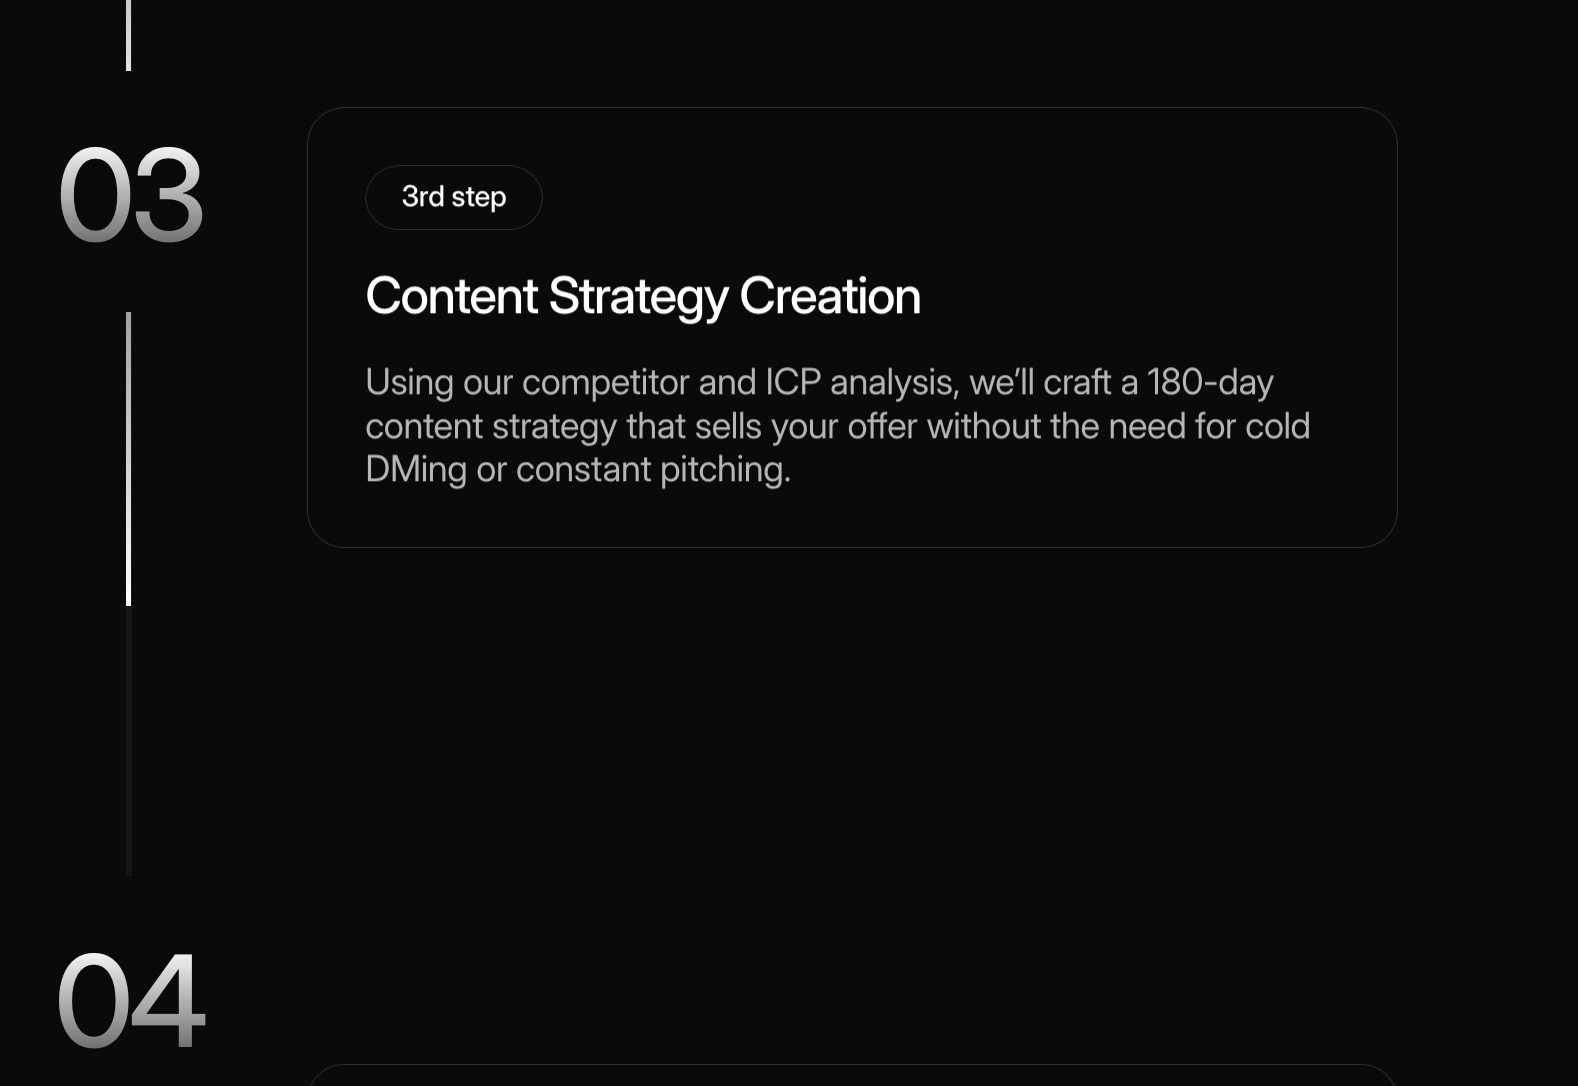 03
3rd step
Content Strategy Creation
Using our competitor and ICP analysis, we’ll craft a 180-day
content strategy that sells your offer without the need for cold
DMing or constant pitching.
04